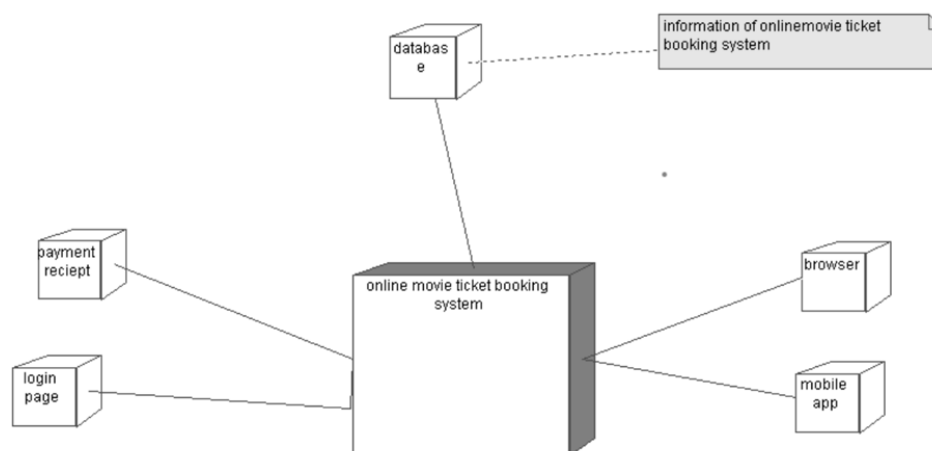 databas
e
information of onlinemovie ticket
booking system
payment
reciept
online movie ticket booking
system
browser
login
page
mobile
app